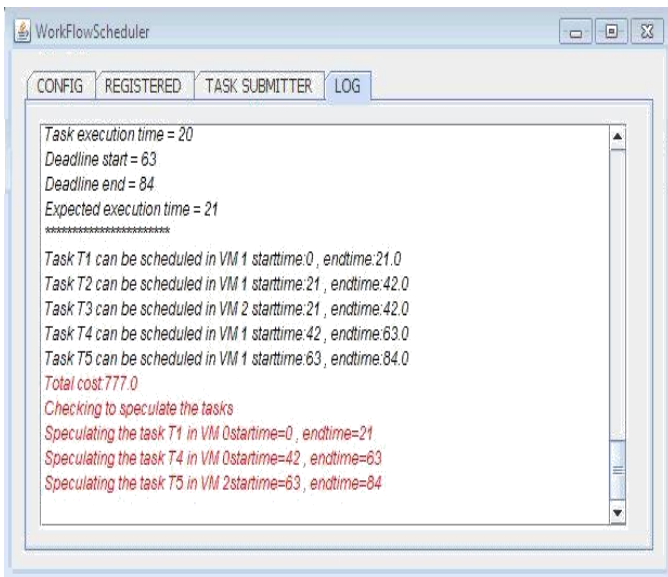 WorkFlowScheduler
CONFIG REGISTERED TASK SUBMITTER LOG
Task execution time = 20
Deadline start = 63
Deadline end = 84
Expected execution time = 21
***********************
Task T1 can be scheduled in VM 1 starttime:0 , endtime:21.0
Task T2 can be scheduled in VM 1 starttime:21 , endtime:42.0
Task T3 can be scheduled in VM 2 starttime:21 , endtime:42.0
Task T4 can be scheduled in VM 1 starttime:42 , endtime:63.0
Task T5 can be scheduled in VM 1 starttime:63 , endtime:84.0
Total cost:777.0
Checking to speculate the tasks
Speculating the task T1 in VM 0startime=0 , endtime=21
Speculating the task T4 in VM 0startime=42 , endtime=63
Speculating the task T5 in VM 2startime=63 , endtime=84